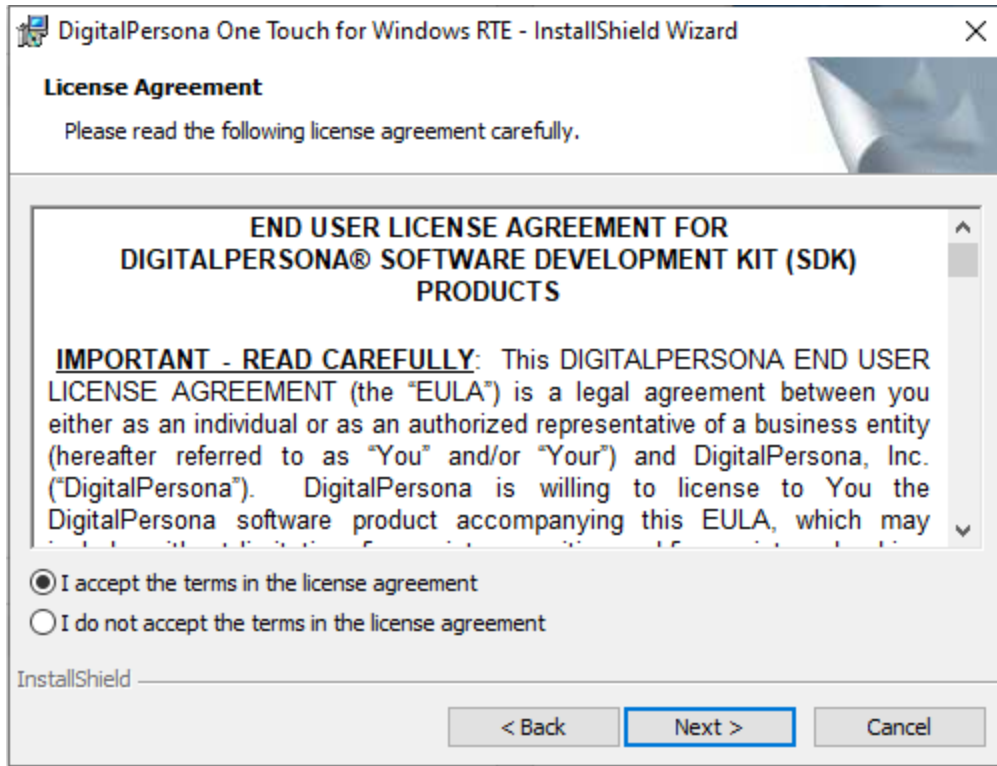 DigitalPersona One Touch for Windows RTE - InstallShield Wizard
License Agreement
Please read the following license agreement carefully.
END USER LICENSE AGREEMENT FOR
DIGITALPERSONA® SOFTWARE DEVELOPMENT KIT (SDK)
PRODUCTS
IMPORTANT - READ CAREFULLY: This DIGITALPERSONA END USER
LICENSE AGREEMENT (the “EULA”) is a legal agreement between you
either as an individual or as an authorized representative of a business entity
(hereafter referred to as “You” and/or “Your”) and DigitalPersona, Inc.
(“DigitalPersona”). DigitalPersona is willing to license to You the
DigitalPersona software product accompanying this EULA, which may
I accept the terms in the license agreement
I do not accept the terms in the license agreement
InstallShield
< Back
Next >
Cancel